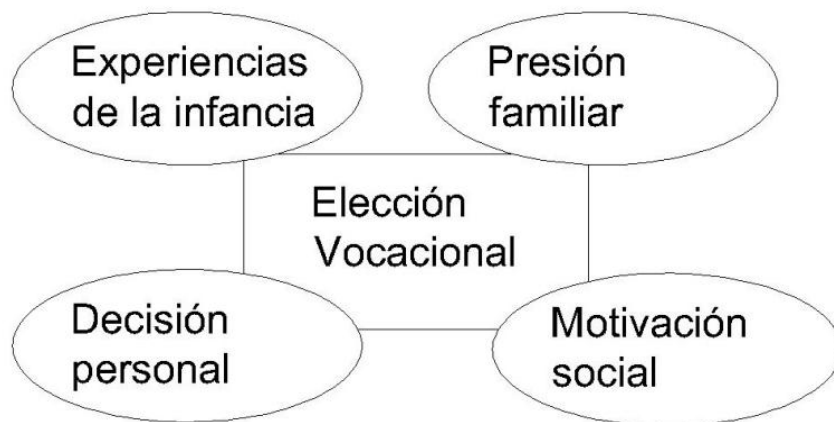 Experiencias
de la infancia
Presión
familiar
Elección
Vocacional
Decisión
personal
Motivación
social